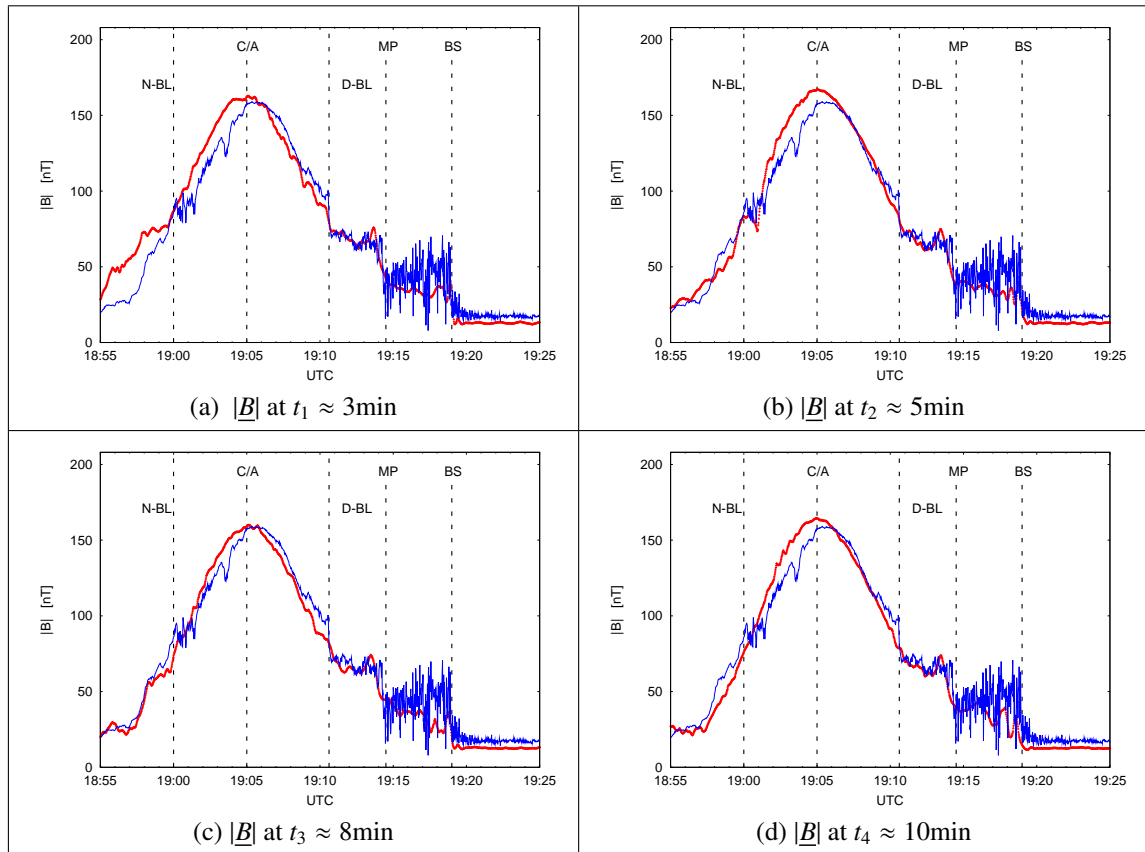 200
150
100
50
0
|B| [nT]
N-BL
C/A
D-BL
MP
BS
18:55 19:00 19:05 19:10 19:15 19:20 19:25
UTC
(a) |B| at t1 ≈ 3min
200
150
100
50
0
|B| [nT]
N-BL
C/A
D-BL
MP
BS
18:55 19:00 19:05 19:10 19:15 19:20 19:25
UTC
(b) |B| at t2 ≈ 5min
200
150
100
50
0
|B| [nT]
N-BL
C/A
D-BL
MP
BS
18:55 19:00 19:05 19:10 19:15 19:20 19:25
UTC
(c) |B| at t3 ≈ 8min
200
150
100
50
0
|B| [nT]
N-BL
C/A
D-BL
MP
BS
18:55 19:00 19:05 19:10 19:15 19:20 19:25
UTC
(d) |B| at t4 ≈ 10min